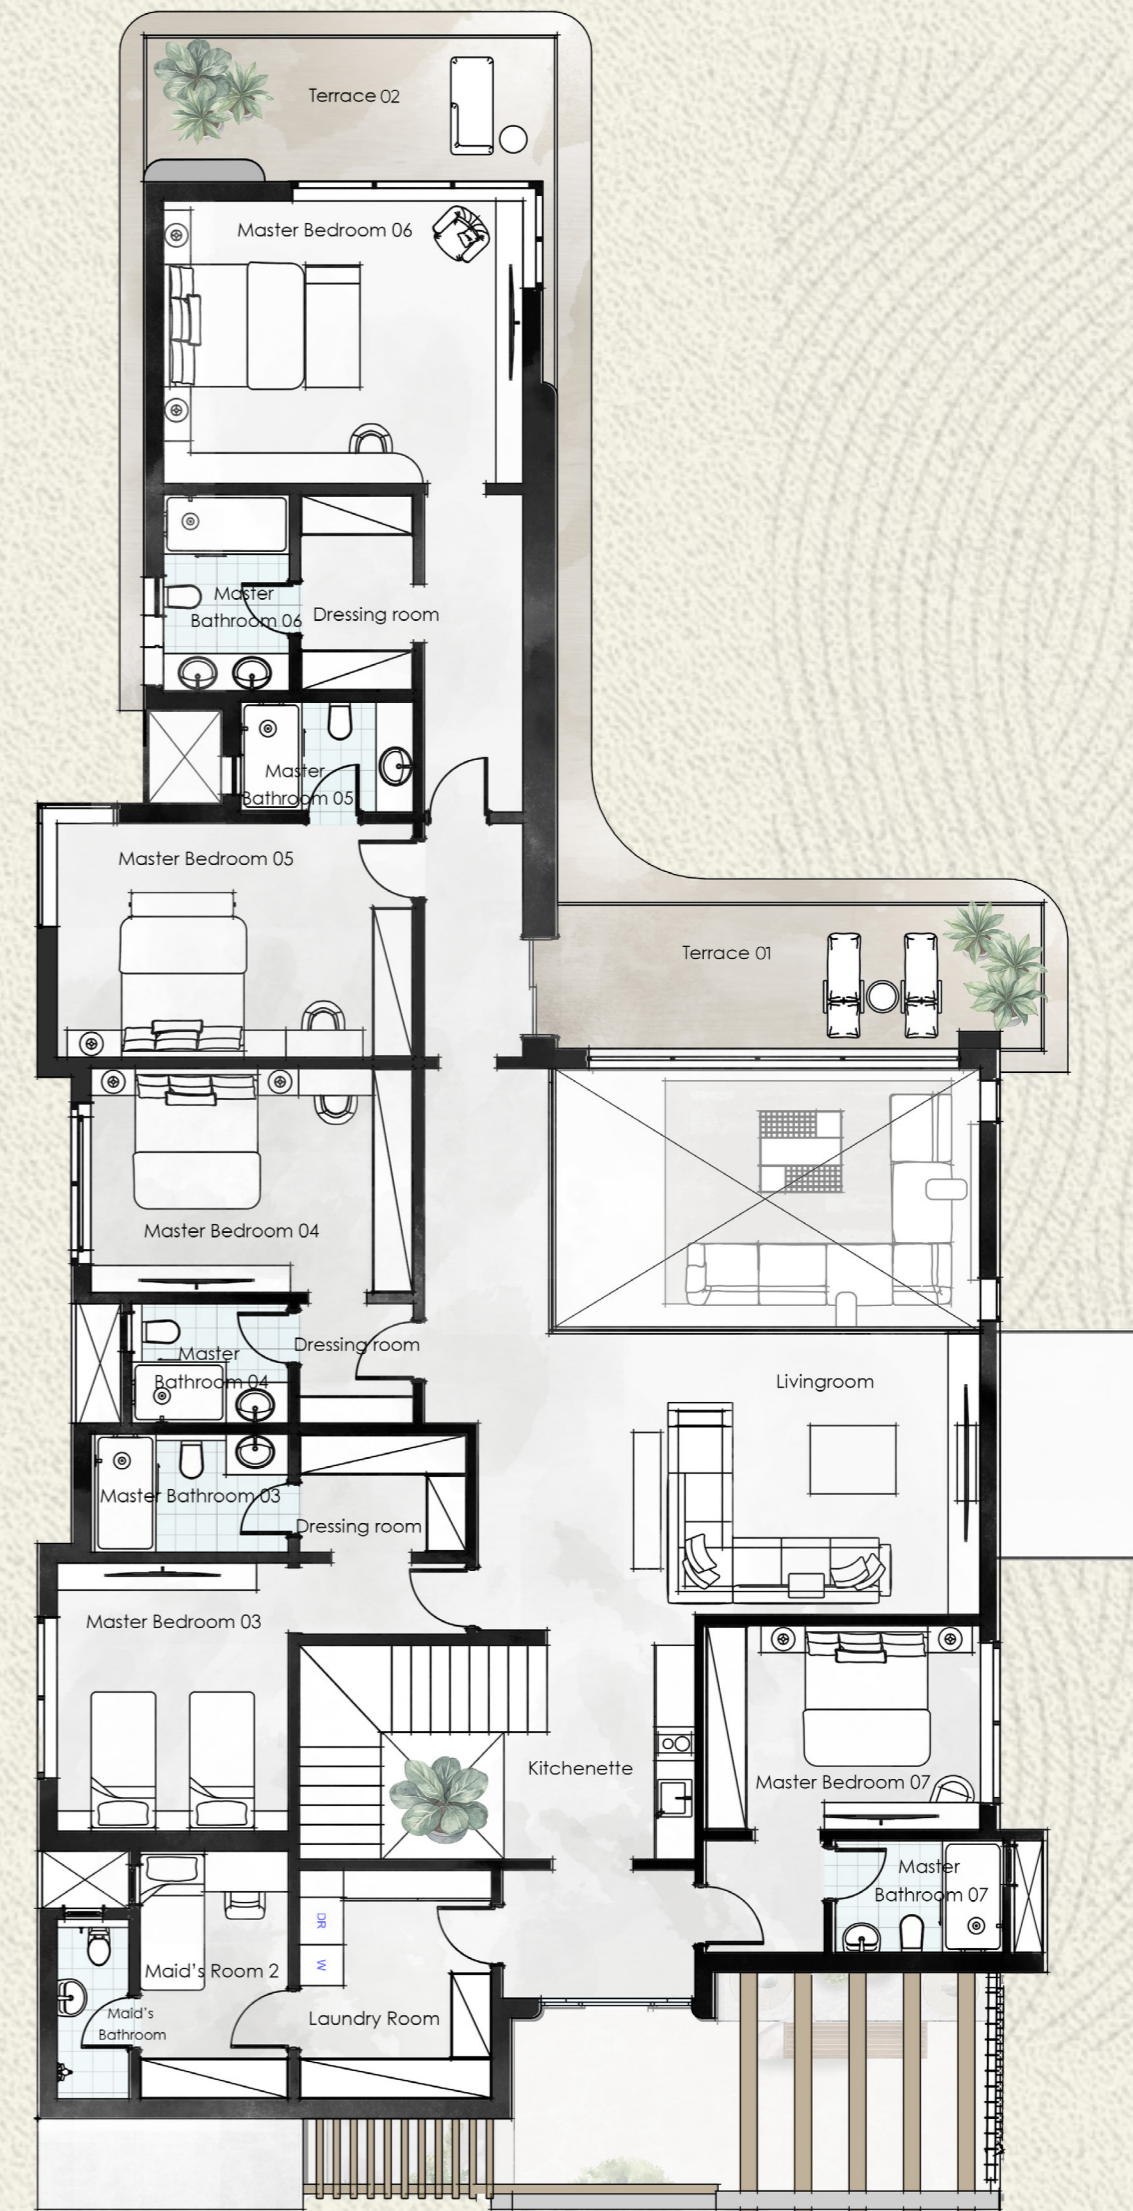 Terrace 02
Master Bedroom 06
Master
Bathroom 06
Dressing room
Master
Bathroom 05
Master Bedroom 05
Terrace 01
Master Bedroom 04
Dressing room
Master
Bathroom 04
Livingroom
Master Bathroom 03
Dressing room
Master Bedroom 03
Kitchenette
Master Bedroom 07
Master
Bathroom 07
DR
W
Maid's Room 2
Maid's
Bathroom
Laundry Room